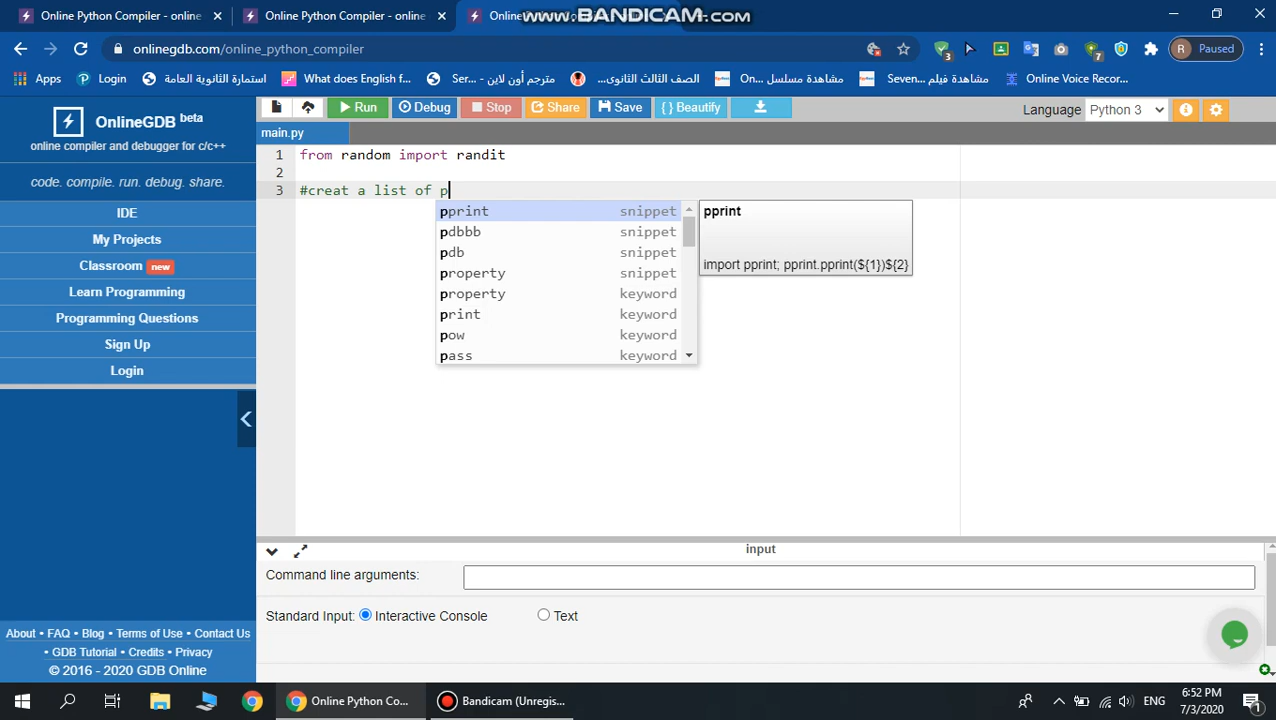 Online Python Compiler - online
Online Python Compiler - online
Onlin
www.BANDICAM.com
onlinegdb.com/online_python_compiler
3
7
R Paused
Apps
Login
استمارة الثانوية العامة
What does English f...
Ser... - مترجم أون لاين
الصف الثالث الثانوى...
On... مشاهدة مسلسل
Seven... مشاهدة فيلم
Online Voice Recor...
OnlineGDB beta
online compiler and debugger for c/c++
code. compile. run. debug. share.
IDE
My Projects
Classroom new
Learn Programming
Programming Questions
Sign Up
Login
Run
Debug
Stop
Share
Save
{ } Beautify
Language Python 3
main.py
1 from random import randit
2
3 #creat a list of p
pprint snippet
pdbbb snippet
pdb snippet
property snippet
property keyword
print keyword
pow keyword
pass keyword
pprint
import pprint; pprint.pprint(${1})${2}
input
Command line arguments:
Standard Input: Interactive Console Text
About • FAQ • Blog • Terms of Use • Contact Us
• GDB Tutorial • Credits • Privacy
© 2016 - 2020 GDB Online
Online Python Co...
Bandicam (Unregis...
ENG
6:52 PM
7/3/2020
1